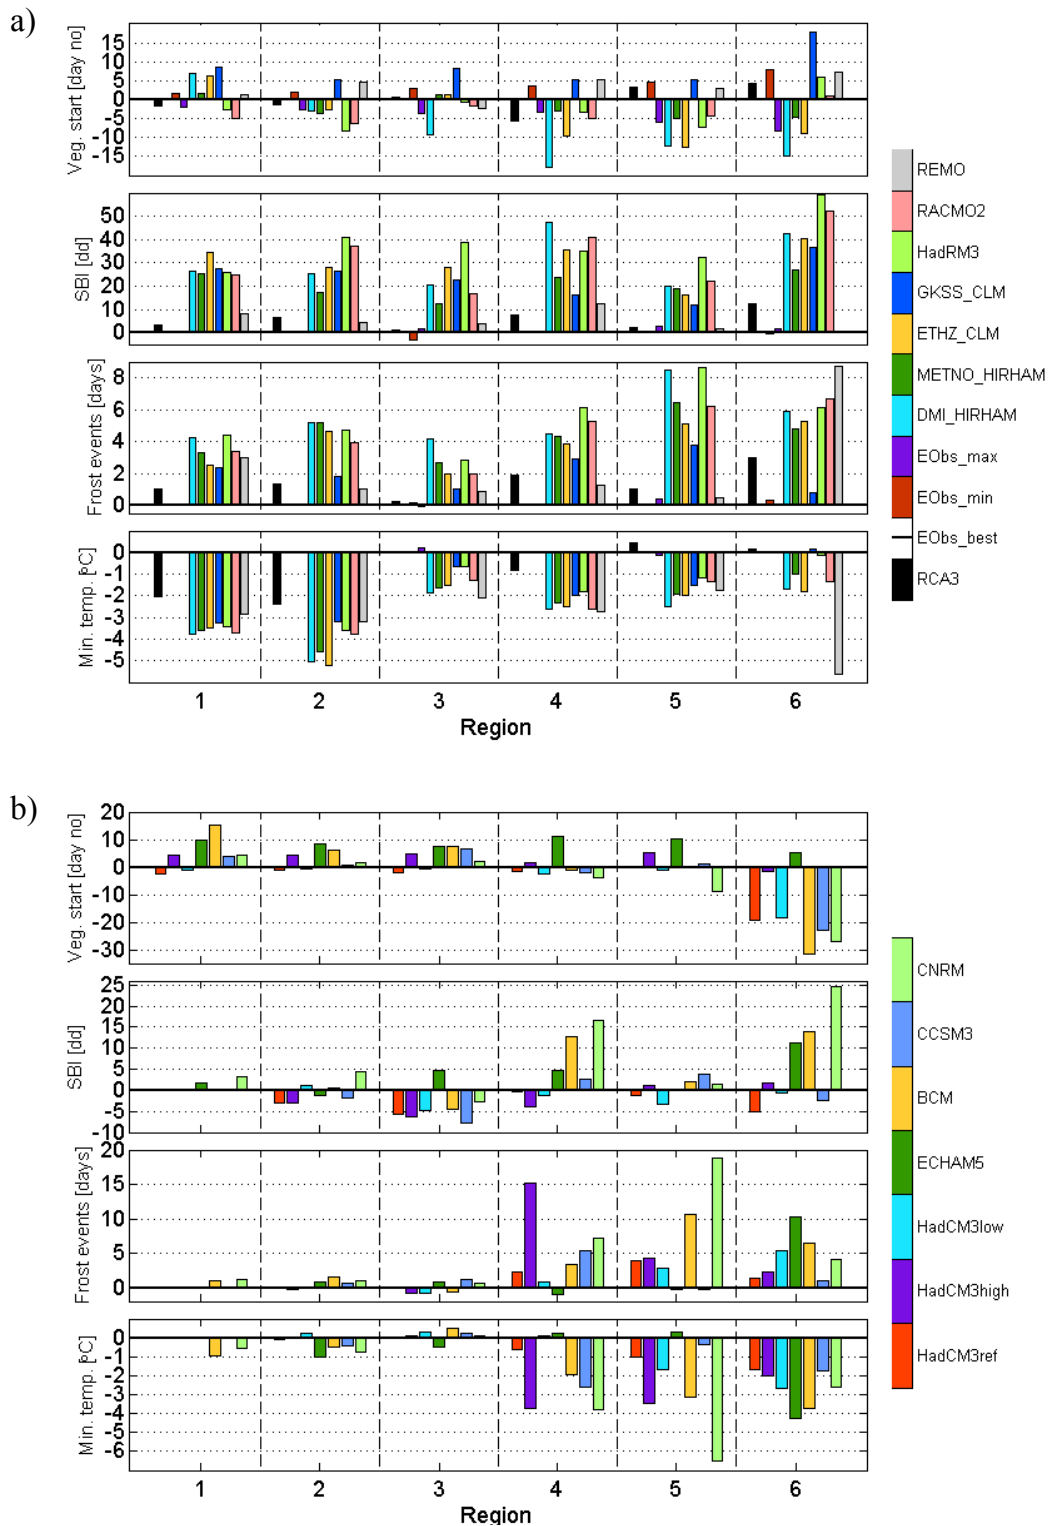 a)
Veg. start [day no]
15
10
5
0
-5
-10
-15
SBI [dd]
50
40
30
20
10
0
Frost events [days]
8
6
4
2
0
Min. temp. [ºC]
0
-1
-2
-3
-4
-5
1 2 3 4 5 6
Region
REMO
RACMO2
HadRM3
GKSS_CLM
ETHZ_CLM
METNO_HIRHAM
DMI_HIRHAM
EObs_max
EObs_min
EObs_best
RCA3
b)
Veg. start [day no]
20
10
0
-10
-20
-30
SBI [dd]
25
20
15
10
5
0
-5
-10
Frost events [days]
20
15
10
5
0
Min. temp. [ºC]
0
-1
-2
-3
-4
-5
-6
1 2 3 4 5 6
Region
CNRM
CCSM3
BCM
ECHAM5
HadCM3low
HadCM3high
HadCM3ref